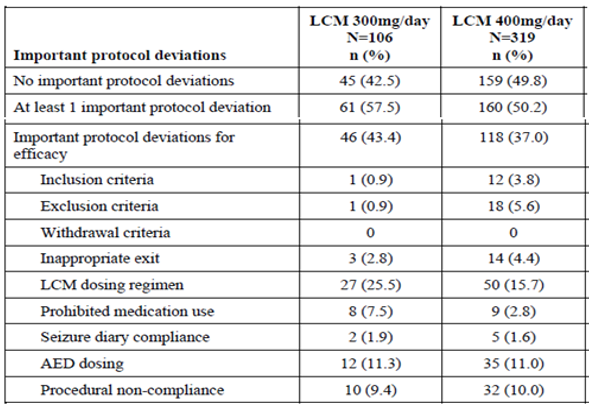 Important protocol deviations LCM 300mg/day N=106 n (%) LCM 400mg/day N=319 n (%)
No important protocol deviations 45 (42.5) 159 (49.8)
At least 1 important protocol deviation 61 (57.5) 160 (50.2)
Important protocol deviations for efficacy 46 (43.4) 118 (37.0)
Inclusion criteria 1 (0.9) 12 (3.8)
Exclusion criteria 1 (0.9) 18 (5.6)
Withdrawal criteria 0 0
Inappropriate exit 3 (2.8) 14 (4.4)
LCM dosing regimen 27 (25.5) 50 (15.7)
Prohibited medication use 8 (7.5) 9 (2.8)
Seizure diary compliance 2 (1.9) 5 (1.6)
AED dosing 12 (11.3) 35 (11.0)
Procedural non-compliance 10 (9.4) 32 (10.0)